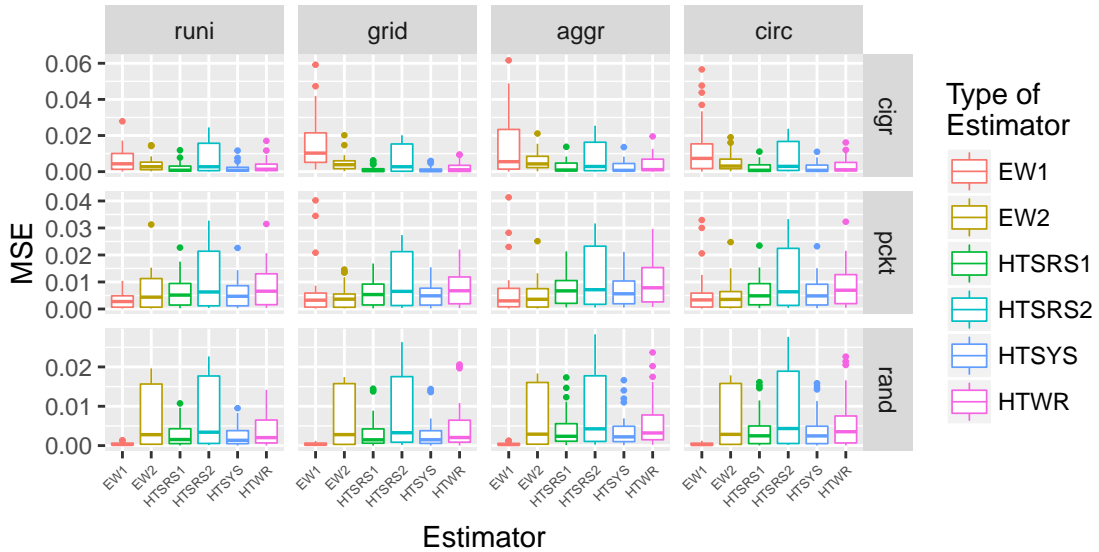 runi grid aggr circ
0.06
0.04
0.02
0.00
cigr
0.04
0.03
0.02
0.01
0.00
pckt
0.02
0.01
0.00
rand
MSE
EW1 EW2 HTSRS1 HTSRS2 HTSYS HTWR EW1 EW2 HTSRS1 HTSRS2 HTSYS HTWR EW1 EW2 HTSRS1 HTSRS2 HTSYS HTWR EW1 EW2 HTSRS1 HTSRS2 HTSYS HTWR
Estimator
Type of
Estimator
EW1
EW2
HTSRS1
HTSRS2
HTSYS
HTWR